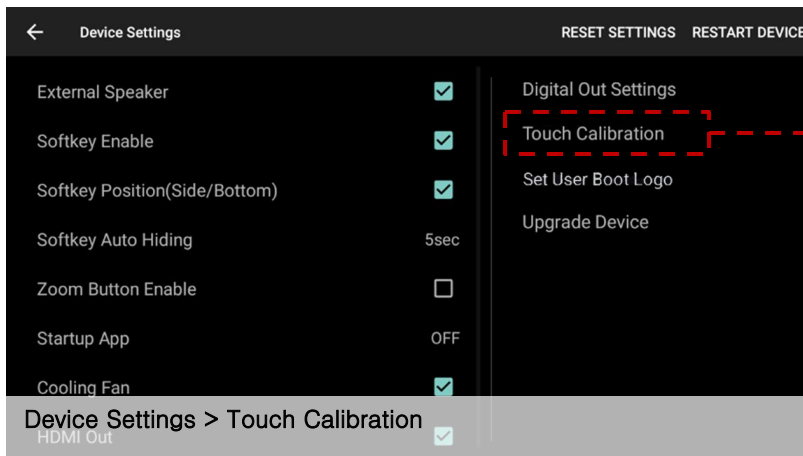 Device Settings
RESET SETTINGS RESTART DEVICE
External Speaker
Softkey Enable
Softkey Position(Side/Bottom)
Softkey Auto Hiding 5sec
Zoom Button Enable
Startup App OFF
Cooling Fan
HDMI Out
Digital Out Settings
Touch Calibration
Set User Boot Logo
Upgrade Device
Device Settings > Touch Calibration